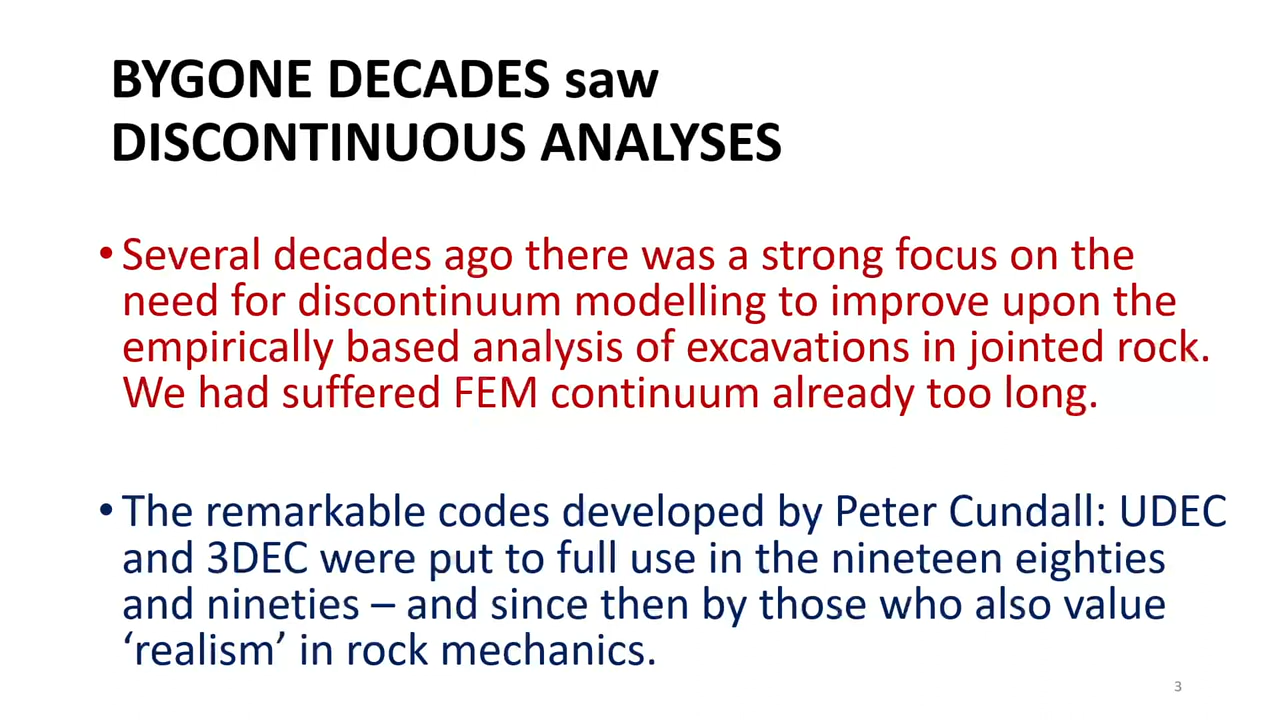 BYGONE DECADES saw
DISCONTINUOUS ANALYSES
• Several decades ago there was a strong focus on the
need for discontinuum modelling to improve upon the
empirically based analysis of excavations in jointed rock.
We had suffered FEM continuum already too long.
• The remarkable codes developed by Peter Cundall: UDEC
and 3DEC were put to full use in the nineteen eighties
and nineties – and since then by those who also value
‘realism’ in rock mechanics.
3